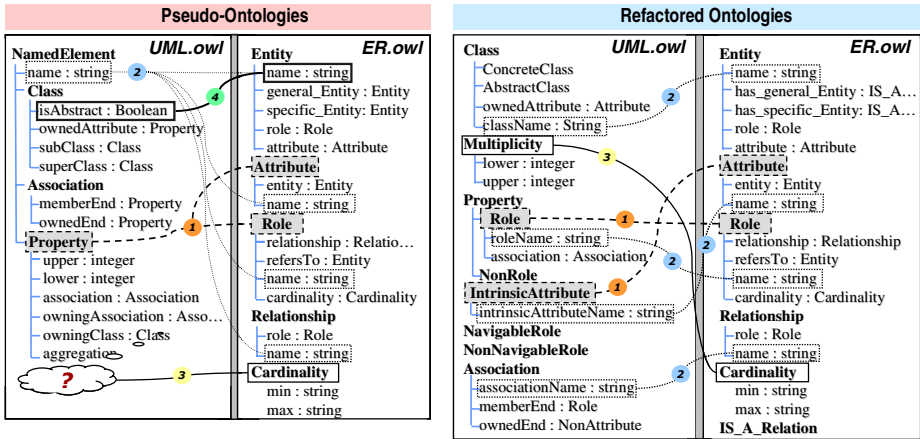 Pseudo-Ontologies
UML.owl
ER.owl
NamedElement
name : string
Class
isAbstract : Boolean
ownedAttribute : Property
subClass : Class
superClass : Class
Association
memberEnd : Property
ownedEnd : Property
Property
upper : integer
lower : integer
association : Association
owningAssociation : Asso…
owningClass : Class
aggregation
?
2
4
1
3
Entity
name : string
general_Entity : Entity
specific_Entity: Entity
role : Role
attribute : Attribute
Attribute
entity : Entity
name : string
Role
relationship : Relatio…
refersTo : Entity
name : string
cardinality : Cardinality
Relationship
role : Role
name : string
Cardinality
min : string
max : string
Refactored Ontologies
UML.owl
ER.owl
Class
ConcreteClass
AbstractClass
ownedAttribute : Attribute
className : String
Multiplicity
lower : integer
upper : integer
Property
Role
roleName : string
association : Association
NonRole
IntrinsicAttribute
intrinsicAttributeName : string
NavigableRole
NonNavigableRole
Association
associationName : string
memberEnd : Role
ownedEnd : NonAttribute
2
3
1
2
2
1
2
Entity
name : string
has_general_Entity : IS_A…
has_specific_Entity: IS_A…
role : Role
attribute : Attribute
Attribute
entity : Entity
name : string
Role
relationship : Relationship
refersTo : Entity
name : string
cardinality : Cardinality
Relationship
role : Role
name : string
Cardinality
min : string
max : string
IS_A_Relation